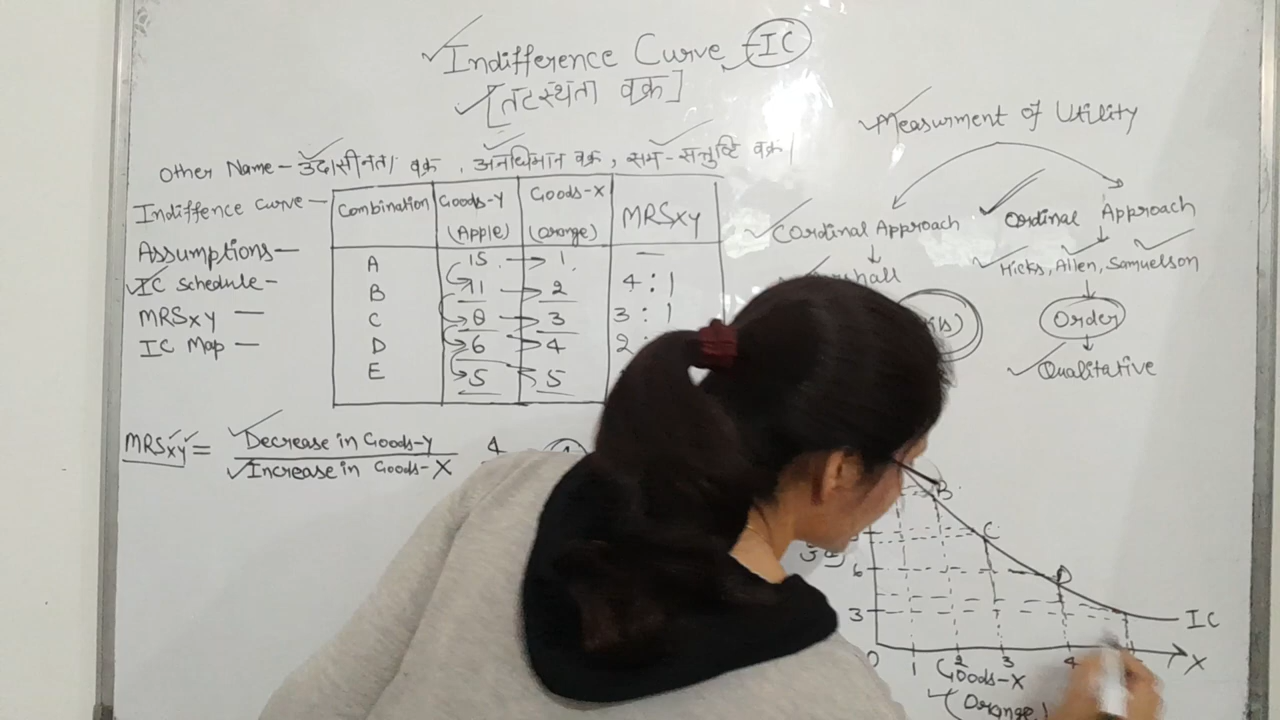 Indifference Curve - IC
[तटस्थता वक्र]
Other Name - उदासीनता वक्र, अनधिमान वक्र, सम-सन्तुष्टि वक्र
Indiffence curve -
Assumptions -
IC Schedule -
MRSxy -
IC Map -
Combination Goods-Y (Apple) Goods-X (orange) MRSxy
A 15 1 -
B 11 2 4:1
C 8 3 3:1
D 6 4 2
E 5 5
MRSxy = Decrease in Goods-Y
Increase in Goods-X
4
Measurment of Utility
Cardinal Approach
Ordinal Approach
Hicks, Allen, Samuelson
Order
Qualitative
B
C
D
6
3
IC
0 1 2 3 4 X
Goods-X
(Orange)